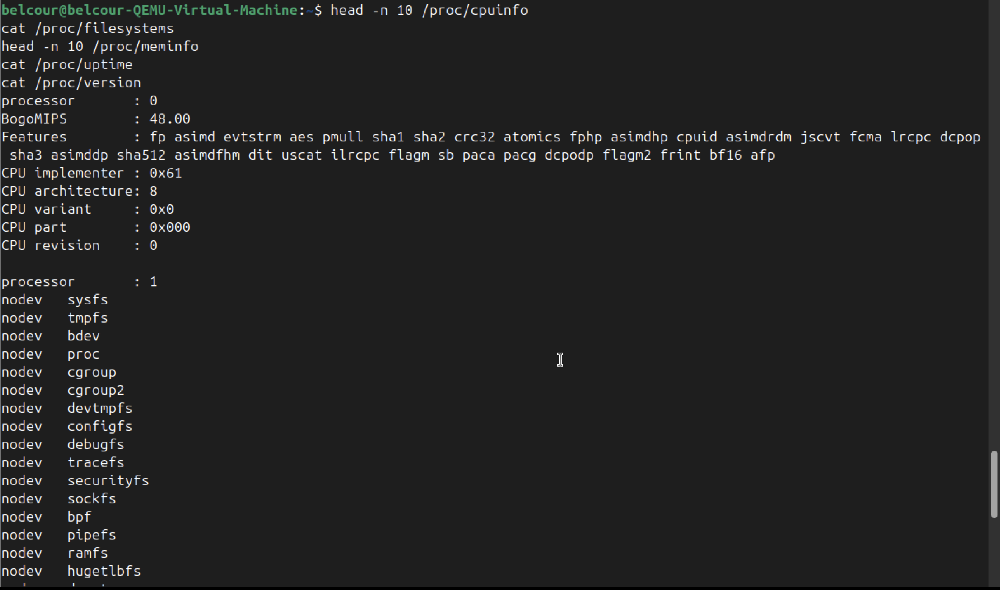 belcour@belcour-QEMU-Virtual-Machine:~$ head -n 10 /proc/cpuinfo
cat /proc/filesystems
head -n 10 /proc/meminfo
cat /proc/uptime
cat /proc/version
processor       : 0
BogoMIPS        : 48.00
Features        : fp asimd evtstrm aes pmull sha1 sha2 crc32 atomics fphp asimdhp cpuid asimdrdm jscvt fcma lrcpc dcpop
 sha3 asimddp sha512 asimdfhm dit uscat ilrcpc flagm sb paca pacg dcpodp flagm2 frint bf16 afp
CPU implementer : 0x61
CPU architecture: 8
CPU variant     : 0x0
CPU part        : 0x000
CPU revision    : 0
processor       : 1
nodev   sysfs
nodev   tmpfs
nodev   bdev
nodev   proc
nodev   cgroup
nodev   cgroup2
nodev   devtmpfs
nodev   configfs
nodev   debugfs
nodev   tracefs
nodev   securityfs
nodev   sockfs
nodev   bpf
nodev   pipefs
nodev   ramfs
nodev   hugetlbfs